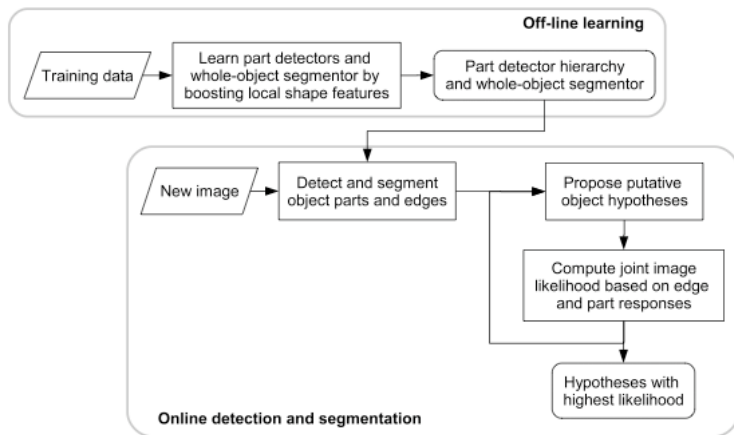 Off-line learning
Training data
Learn part detectors and
whole-object segmentor by
boosting local shape features
Part detector hierarchy
and whole-object segmentor
New image
Detect and segment
object parts and edges
Propose putative
object hypotheses
Compute joint image
likelihood based on edge
and part responses
Hypotheses with
highest likelihood
Online detection and segmentation